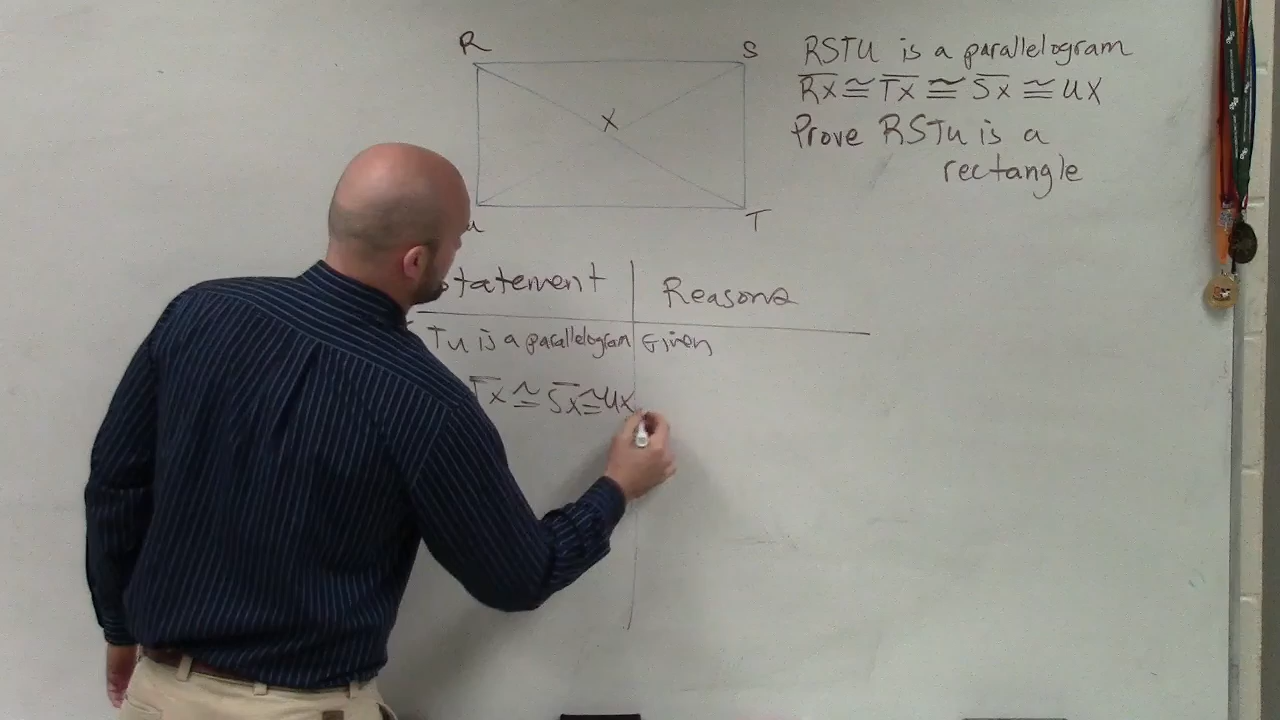 R
S
RSTU is a parallelogram
RX ≅ TX ≅ SX ≅ UX
X
Prove RSTU is a
rectangle
U
T
Statement
Reasons
TU is a parallelogram
Given
TX ≅ SX ≅ UX